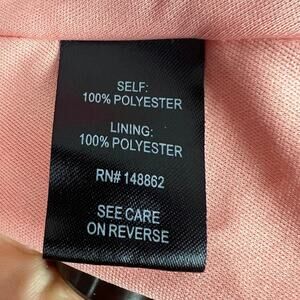 SELF:
100% POLYESTER
LINING:
100% POLYESTER
RN# 148862
SEE CARE
ON REVERSE